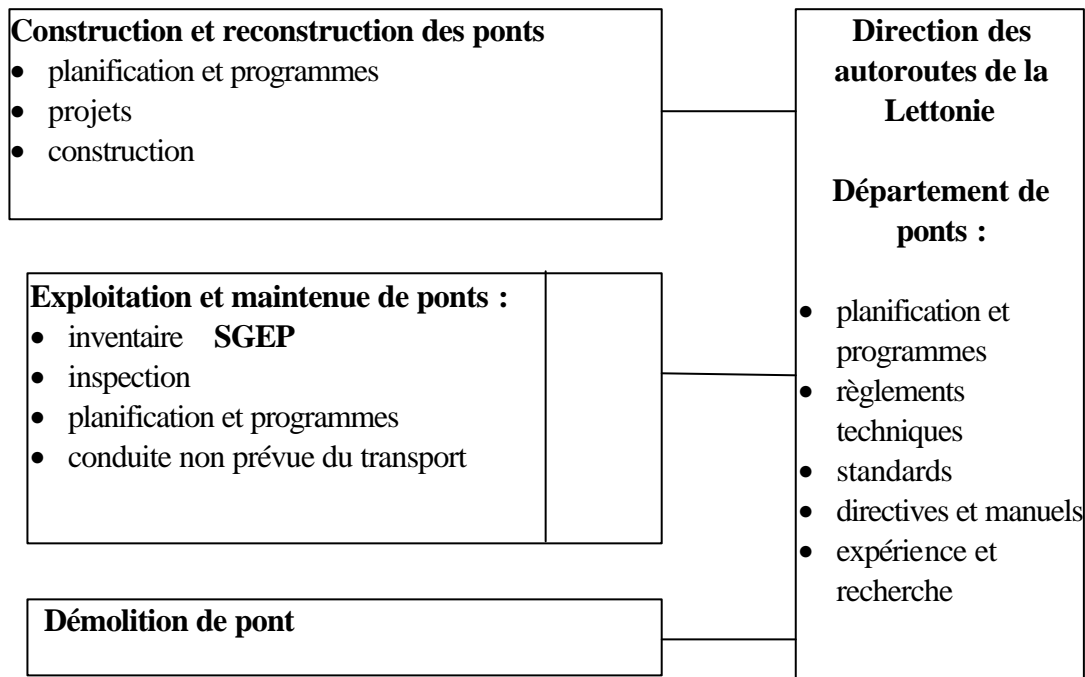 Construction et reconstruction des ponts
• planification et programmes
• projets
• construction
Exploitation et maintenue de ponts :
• inventaire SGEP
• inspection
• planification et programmes
• conduite non prévue du transport
Démolition de pont
Direction des
autoroutes de la
Lettonie
Département de
ponts :
• planification et
programmes
• règlements
techniques
• standards
• directives et manuels
• expérience et
recherche